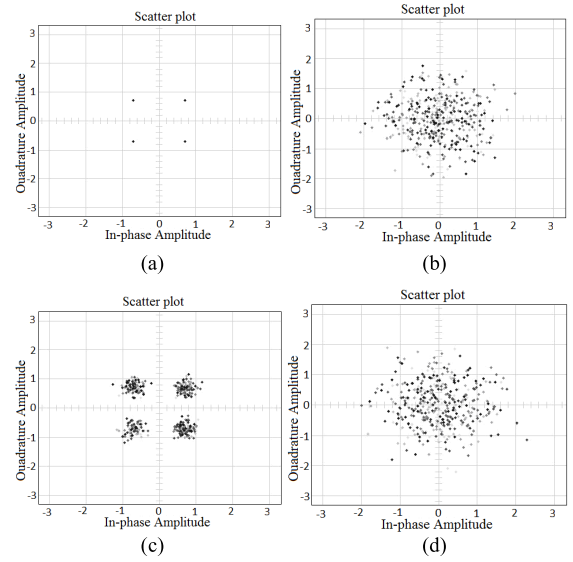 Scatter plot
3
2
1
0
-1
-2
-3
Ouadrature Amplitude
-3 -2 -1 0 1 2 3
In-phase Amplitude
(a)
Scatter plot
3
2
1
0
-1
-2
-3
Ouadrature Amplitude
-3 -2 -1 0 1 2 3
In-phase Amplitude
(b)
Scatter plot
3
2
1
0
-1
-2
-3
Ouadrature Amplitude
-3 -2 -1 0 1 2 3
In-phase Amplitude
(c)
Scatter plot
3
2
1
0
-1
-2
-3
Ouadrature Amplitude
-3 -2 -1 0 1 2 3
In-phase Amplitude
(d)